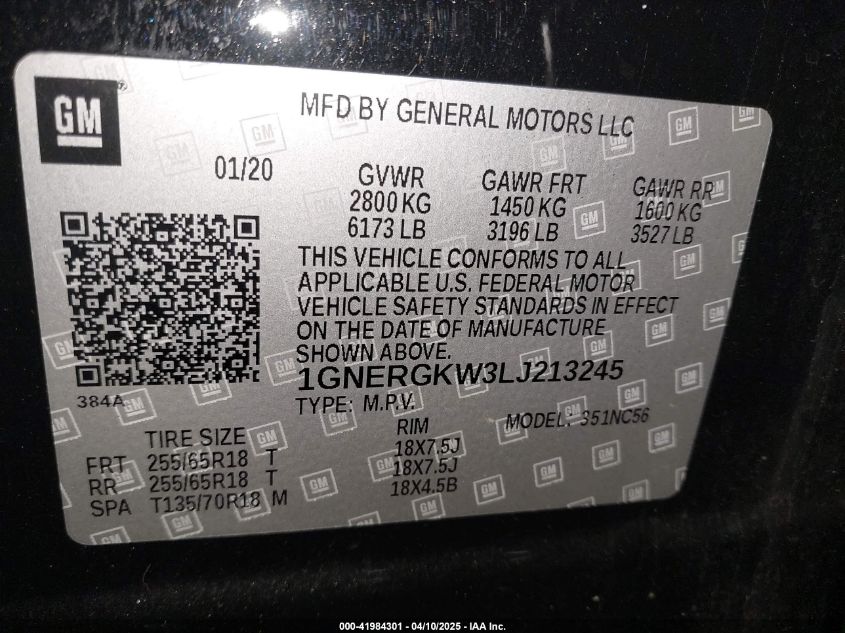 GM
MFD BY GENERAL MOTORS LLC
01/20
GVWR
2800 KG
6173 LB
GAWR FRT
1450 KG
3196 LB
GAWR RR
1600 KG
3527 LB
THIS VEHICLE CONFORMS TO ALL
APPLICABLE U.S. FEDERAL MOTOR
VEHICLE SAFETY STANDARDS IN EFFECT
ON THE DATE OF MANUFACTURE
SHOWN ABOVE.
1GNERGKW3LJ213245
384A
TYPE: M.P.V.
MODEL: 351NC56
TIRE SIZE
RIM
FRT 255/65R18 T 18X7.5J
RR 255/65R18 T 18X7.5J
SPA T135/70R18 M 18X4.5B
000-41984301 - 04/10/2025 - IAA Inc.